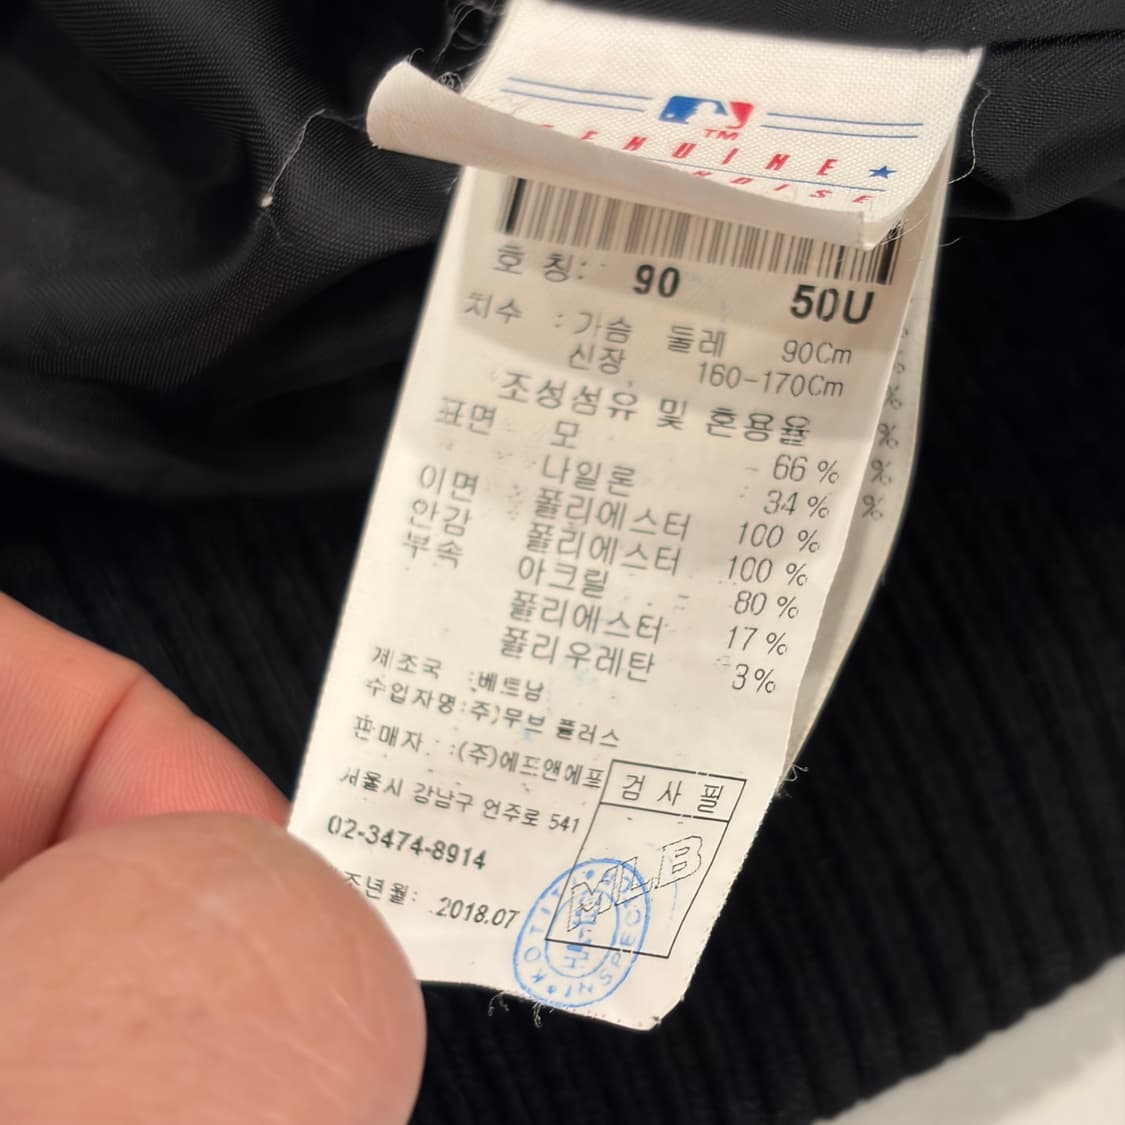 TM
GENUINE
호 칭: 90 50U
치수 : 가슴 둘레 90Cm
신장 160-170Cm
조성섬유 및 혼용율
표면 모 66 %
나일론 34 %
이면 폴리에스터 100 %
안감 폴리에스터 100 %
부속 아크릴 80 %
폴리에스터 17 %
폴리우레탄 3%
제조국 :베트남
수입자명:주)무브 플러스
판매자 :(주)에프앤에프
서울시 강남구 언주로 541
02-3474-8914
조년월: 2018.07
검 사 필
MLB
KOTITI INSPECT